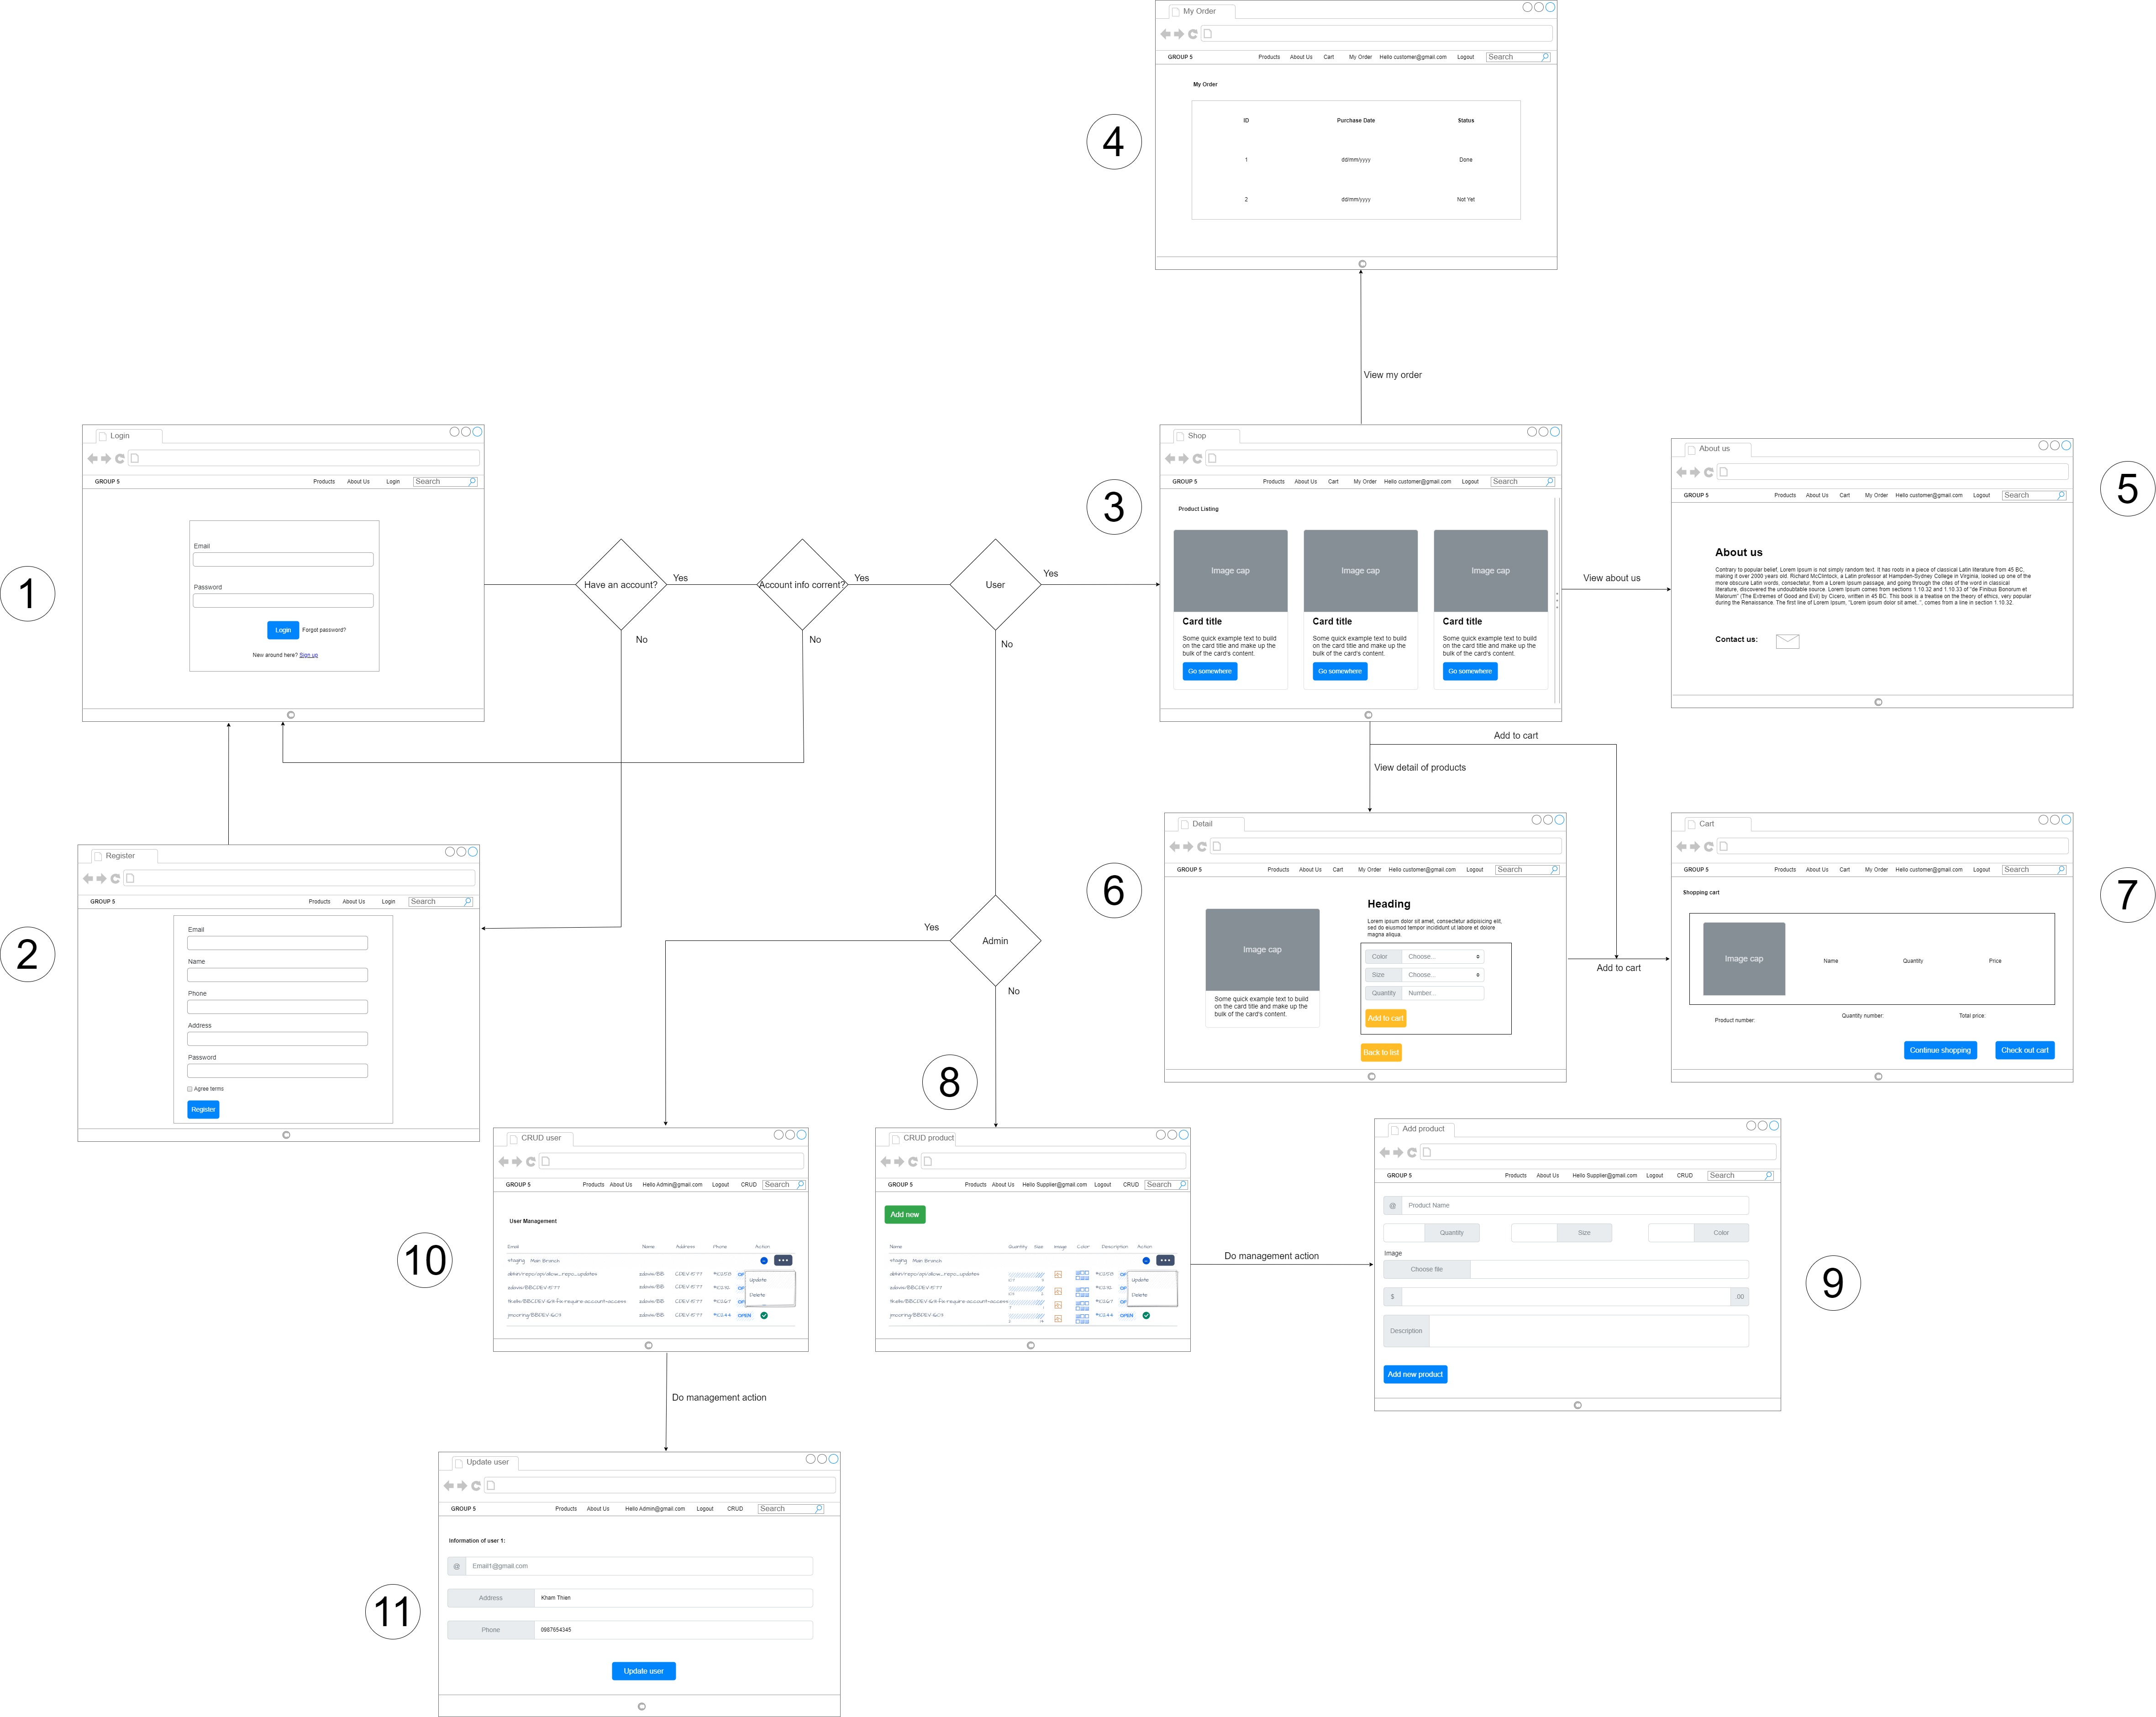 My Order
GROUP 5 Products About Us Cart My Order Hello customer@gmail.com Logout Search
My Order
ID Purchase Date Status
1 dd/mm/yyyy Done
2 dd/mm/yyyy Not Yet
4
View my order
Login
GROUP 5 Products About Us Login Search
Email
Password
Login Forgot password?
New around here? Sign up
1
Have an account?
Yes
No
Account info corrent?
Yes
No
User
Yes
No
3
Shop
GROUP 5 Products About Us Cart My Order Hello customer@gmail.com Logout Search
Product Listing
Image cap Image cap Image cap
Card title Card title Card title
Some quick example text to build Some quick example text to build Some quick example text to build
on the card title and make up the on the card title and make up the on the card title and make up the
bulk of the card's content. bulk of the card's content. bulk of the card's content.
Go somewhere Go somewhere Go somewhere
View about us
About us
GROUP 5 Products About Us Cart My Order Hello customer@gmail.com Logout Search
About us
Contrary to popular belief, Lorem Ipsum is not simply random text. It has roots in a piece of classical Latin literature from 45 BC,
making it over 2000 years old. Richard McClintock, a Latin professor at Hampden-Sydney College in Virginia, looked up one of the
more obscure Latin words, consectetur, from a Lorem Ipsum passage, and going through the cites of the word in classical
literature, discovered the undoubtable source. Lorem Ipsum comes from sections 1.10.32 and 1.10.33 of "de Finibus Bonorum et
Malorum" (The Extremes of Good and Evil) by Cicero, written in 45 BC. This book is a treatise on the theory of ethics, very popular
during the Renaissance. The first line of Lorem Ipsum, "Lorem ipsum dolor sit amet..", comes from a line in section 1.10.32.
Contact us:
5
Add to cart
View detail of products
Register
GROUP 5 Products About Us Login Search
Email
Name
Phone
Address
Password
Agree terms
Register
2
6
Detail
GROUP 5 Products About Us Cart My Order Hello customer@gmail.com Logout Search
Image cap
Some quick example text to build
on the card title and make up the
bulk of the card's content.
Heading
Lorem ipsum dolor sit amet, consectetur adipisicing elit,
sed do eiusmod tempor incididunt ut labore et dolore
magna aliqua.
Color Choose...
Size Choose...
Quantity Number...
Add to cart
Back to list
Add to cart
Cart
GROUP 5 Products About Us Cart My Order Hello customer@gmail.com Logout Search
Shopping cart
Image cap Name Quantity Price
Product number: Quantity number: Total price:
Continue shopping Check out cart
7
Admin
Yes
No
8
CRUD user
GROUP 5 Products About Us Hello Admin@gmail.com Logout CRUD Search
User Management
Email Name Address Phone Action
staging Main Branch
Update
Delete
OPEN
10
CRUD product
GROUP 5 Products About Us Hello Supplier@gmail.com Logout CRUD Search
Add new
Name Quantity Size Image Color Description Action
staging Main Branch
Update
Delete
OPEN
Do management action
Add product
GROUP 5 Products About Us Hello Supplier@gmail.com Logout CRUD Search
@ Product Name
Quantity Size Color
Image
Choose file
$ 00
Description
Add new product
9
Do management action
Update user
GROUP 5 Products About Us Hello Admin@gmail.com Logout CRUD Search
Information of user 1:
@ Email1@gmail.com
Address Kham Thien
Phone 0987654345
Update user
11